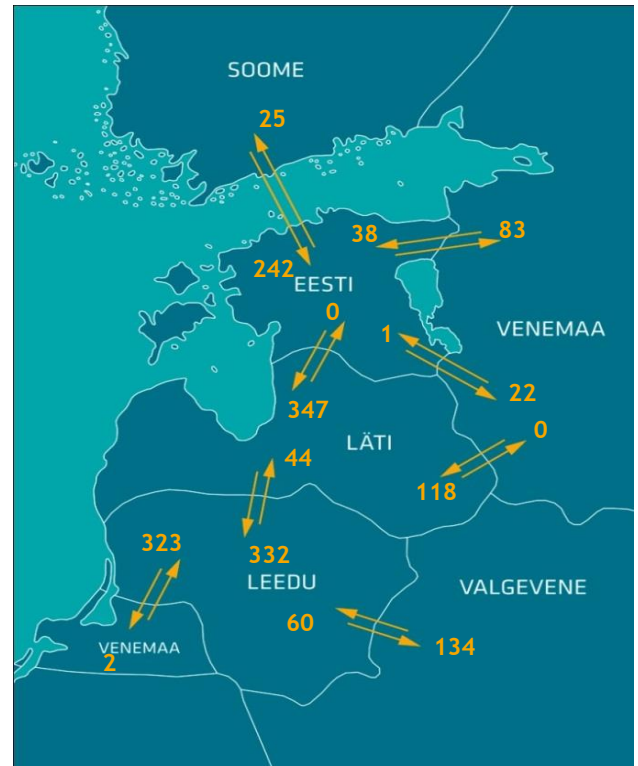 SOOME
25
38
83
242
EESTI
0
1
VENEMAA
22
347
0
LÄTI
44
118
323
332
LEEDU
VALGEVENE
60
134
VENEMAA
2